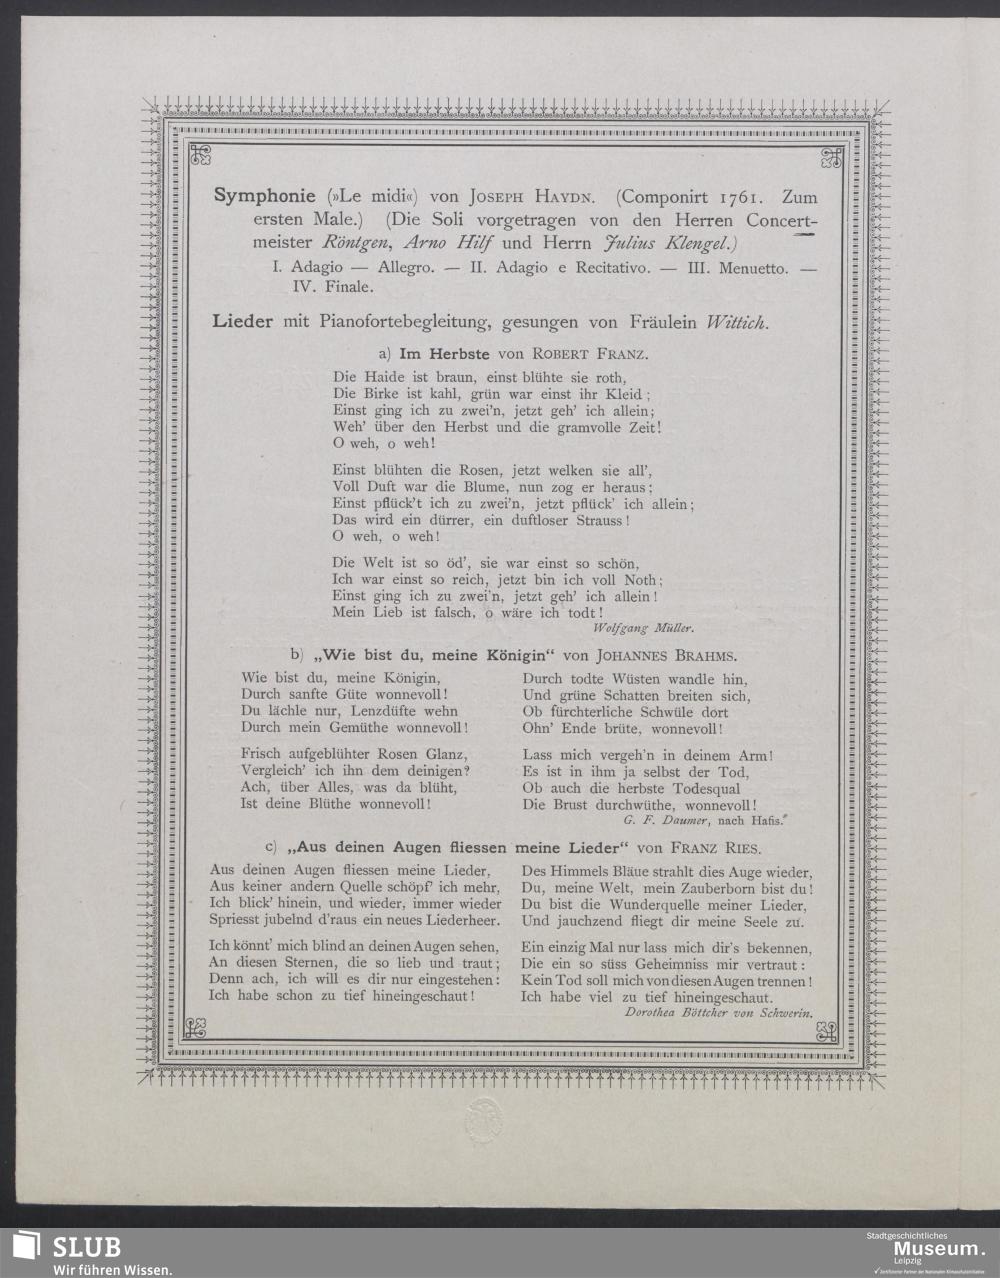 Symphonie (»Le midi«) von Joseph Haydn. (Componirt 1761. Zum
ersten Male.) (Die Soli vorgetragen von den Herren Concert-
meister Röntgen, Arno Hilf und Herrn Julius Klengel.)
I. Adagio — Allegro. — II. Adagio e Recitativo. — III. Menuetto. —
IV. Finale.
Lieder mit Pianofortebegleitung, gesungen von Fräulein Wittich.
a) Im Herbste von Robert Franz.
Die Haide ist braun, einst blühte sie roth,
Die Birke ist kahl, grün war einst ihr Kleid;
Einst ging ich zu zwei'n, jetzt geh' ich allein;
Weh' über den Herbst und die gramvolle Zeit!
O weh, o weh!
Einst blühten die Rosen, jetzt welken sie all',
Voll Duft war die Blume, nun zog er heraus;
Einst pflück't ich zu zwei'n, jetzt pflück' ich allein;
Das wird ein dürrer, ein duftloser Strauss!
O weh, o weh!
Die Welt ist so öd', sie war einst so schön,
Ich war einst so reich, jetzt bin ich voll Noth;
Einst ging ich zu zwei'n, jetzt geh' ich allein!
Mein Lieb ist falsch, o wäre ich todt!
Wolfgang Müller.
b) „Wie bist du, meine Königin“ von Johannes Brahms.
Wie bist du, meine Königin,
Durch sanfte Güte wonnevoll!
Du lächle nur, Lenzdüfte wehn
Durch mein Gemüthe wonnevoll!
Frisch aufgeblühter Rosen Glanz,
Vergleich' ich ihn dem deinigen?
Ach, über Alles, was da blüht,
Ist deine Blüthe wonnevoll!
Durch todte Wüsten wandle hin,
Und grüne Schatten breiten sich,
Ob fürchterliche Schwüle dort
Ohn' Ende brüte, wonnevoll!
Lass mich vergeh'n in deinem Arm!
Es ist in ihm ja selbst der Tod,
Ob auch die herbste Todesqual
Die Brust durchwüthe, wonnevoll!
G. F. Daumer, nach Hafis.
c) „Aus deinen Augen fliessen meine Lieder“ von Franz Ries.
Aus deinen Augen fliessen meine Lieder,
Aus keiner andern Quelle schöpf' ich mehr,
Ich blick' hinein, und wieder, immer wieder
Spriesst jubelnd d'raus ein neues Liederheer.
Ich könnt' mich blind an deinen Augen sehen,
An diesen Sternen, die so lieb und traut;
Denn ach, ich will es dir nur eingestehen:
Ich habe schon zu tief hineingeschaut!
Des Himmels Bläue strahlt dies Auge wieder,
Du, meine Welt, mein Zauberborn bist du!
Du bist die Wunderquelle meiner Lieder,
Und jauchzend fliegt dir meine Seele zu.
Ein einzig Mal nur lass mich dir's bekennen,
Die ein so süss Geheimniss mir vertraut:
Kein Tod soll mich von diesen Augen trennen!
Ich habe viel zu tief hineingeschaut.
Dorothea Böttcher von Schwerin.
SLUB
Wir führen Wissen.
Stadtgeschichtliches
Museum.
Leipzig
Zertifizierter Partner der Nationalen Klimaschutzinitiative